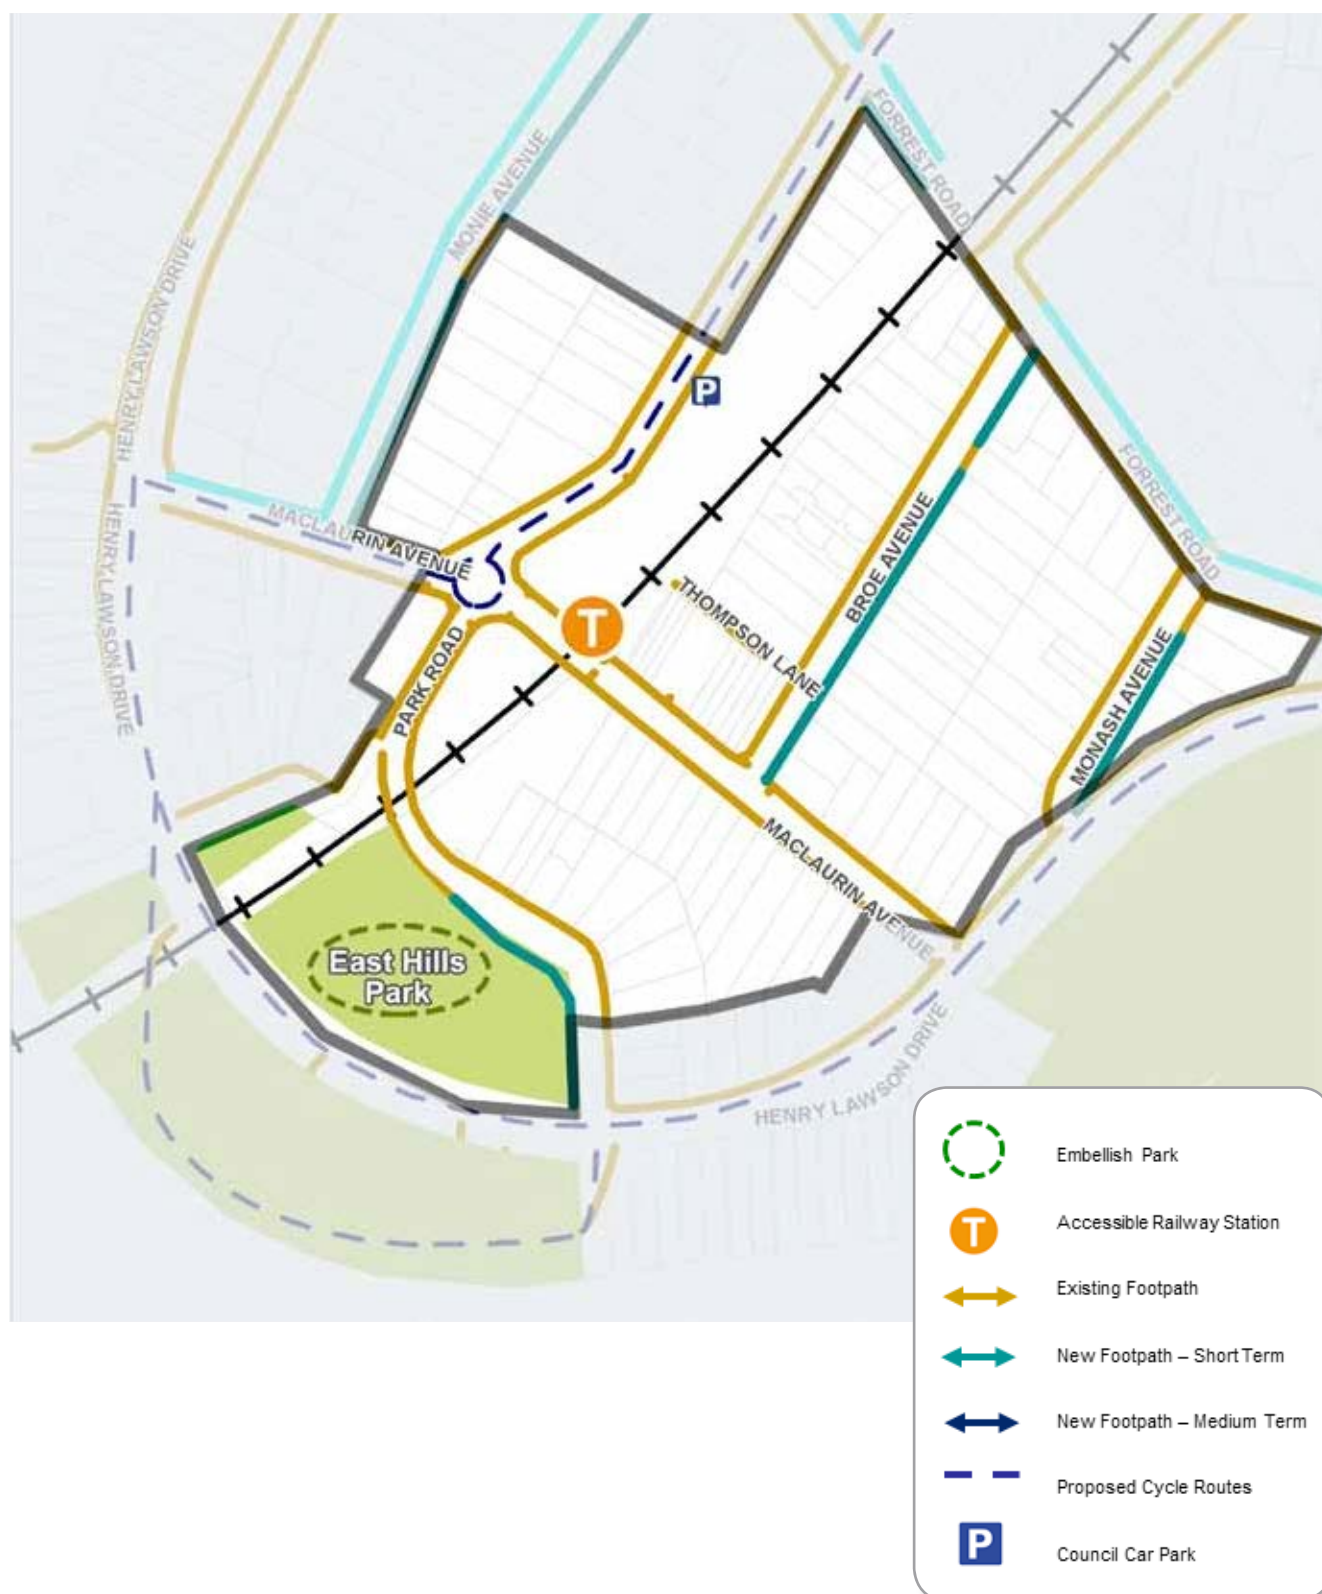 FORREST ROAD
MONIE AVENUE
HENRY LAWSON DRIVE
P
FORREST ROAD
HENRY LAWSON DRIVE
MACLAURIN AVENUE
BROE AVENUE
THOMPSON LANE
T
PARK ROAD
MONASH AVENUE
MACLAURIN AVENUE
East Hills
Park
HENRY LAWSON DRIVE
Embellish Park
T
Accessible Railway Station
Existing Footpath
New Footpath – Short Term
New Footpath – Medium Term
Proposed Cycle Routes
P
Council Car Park